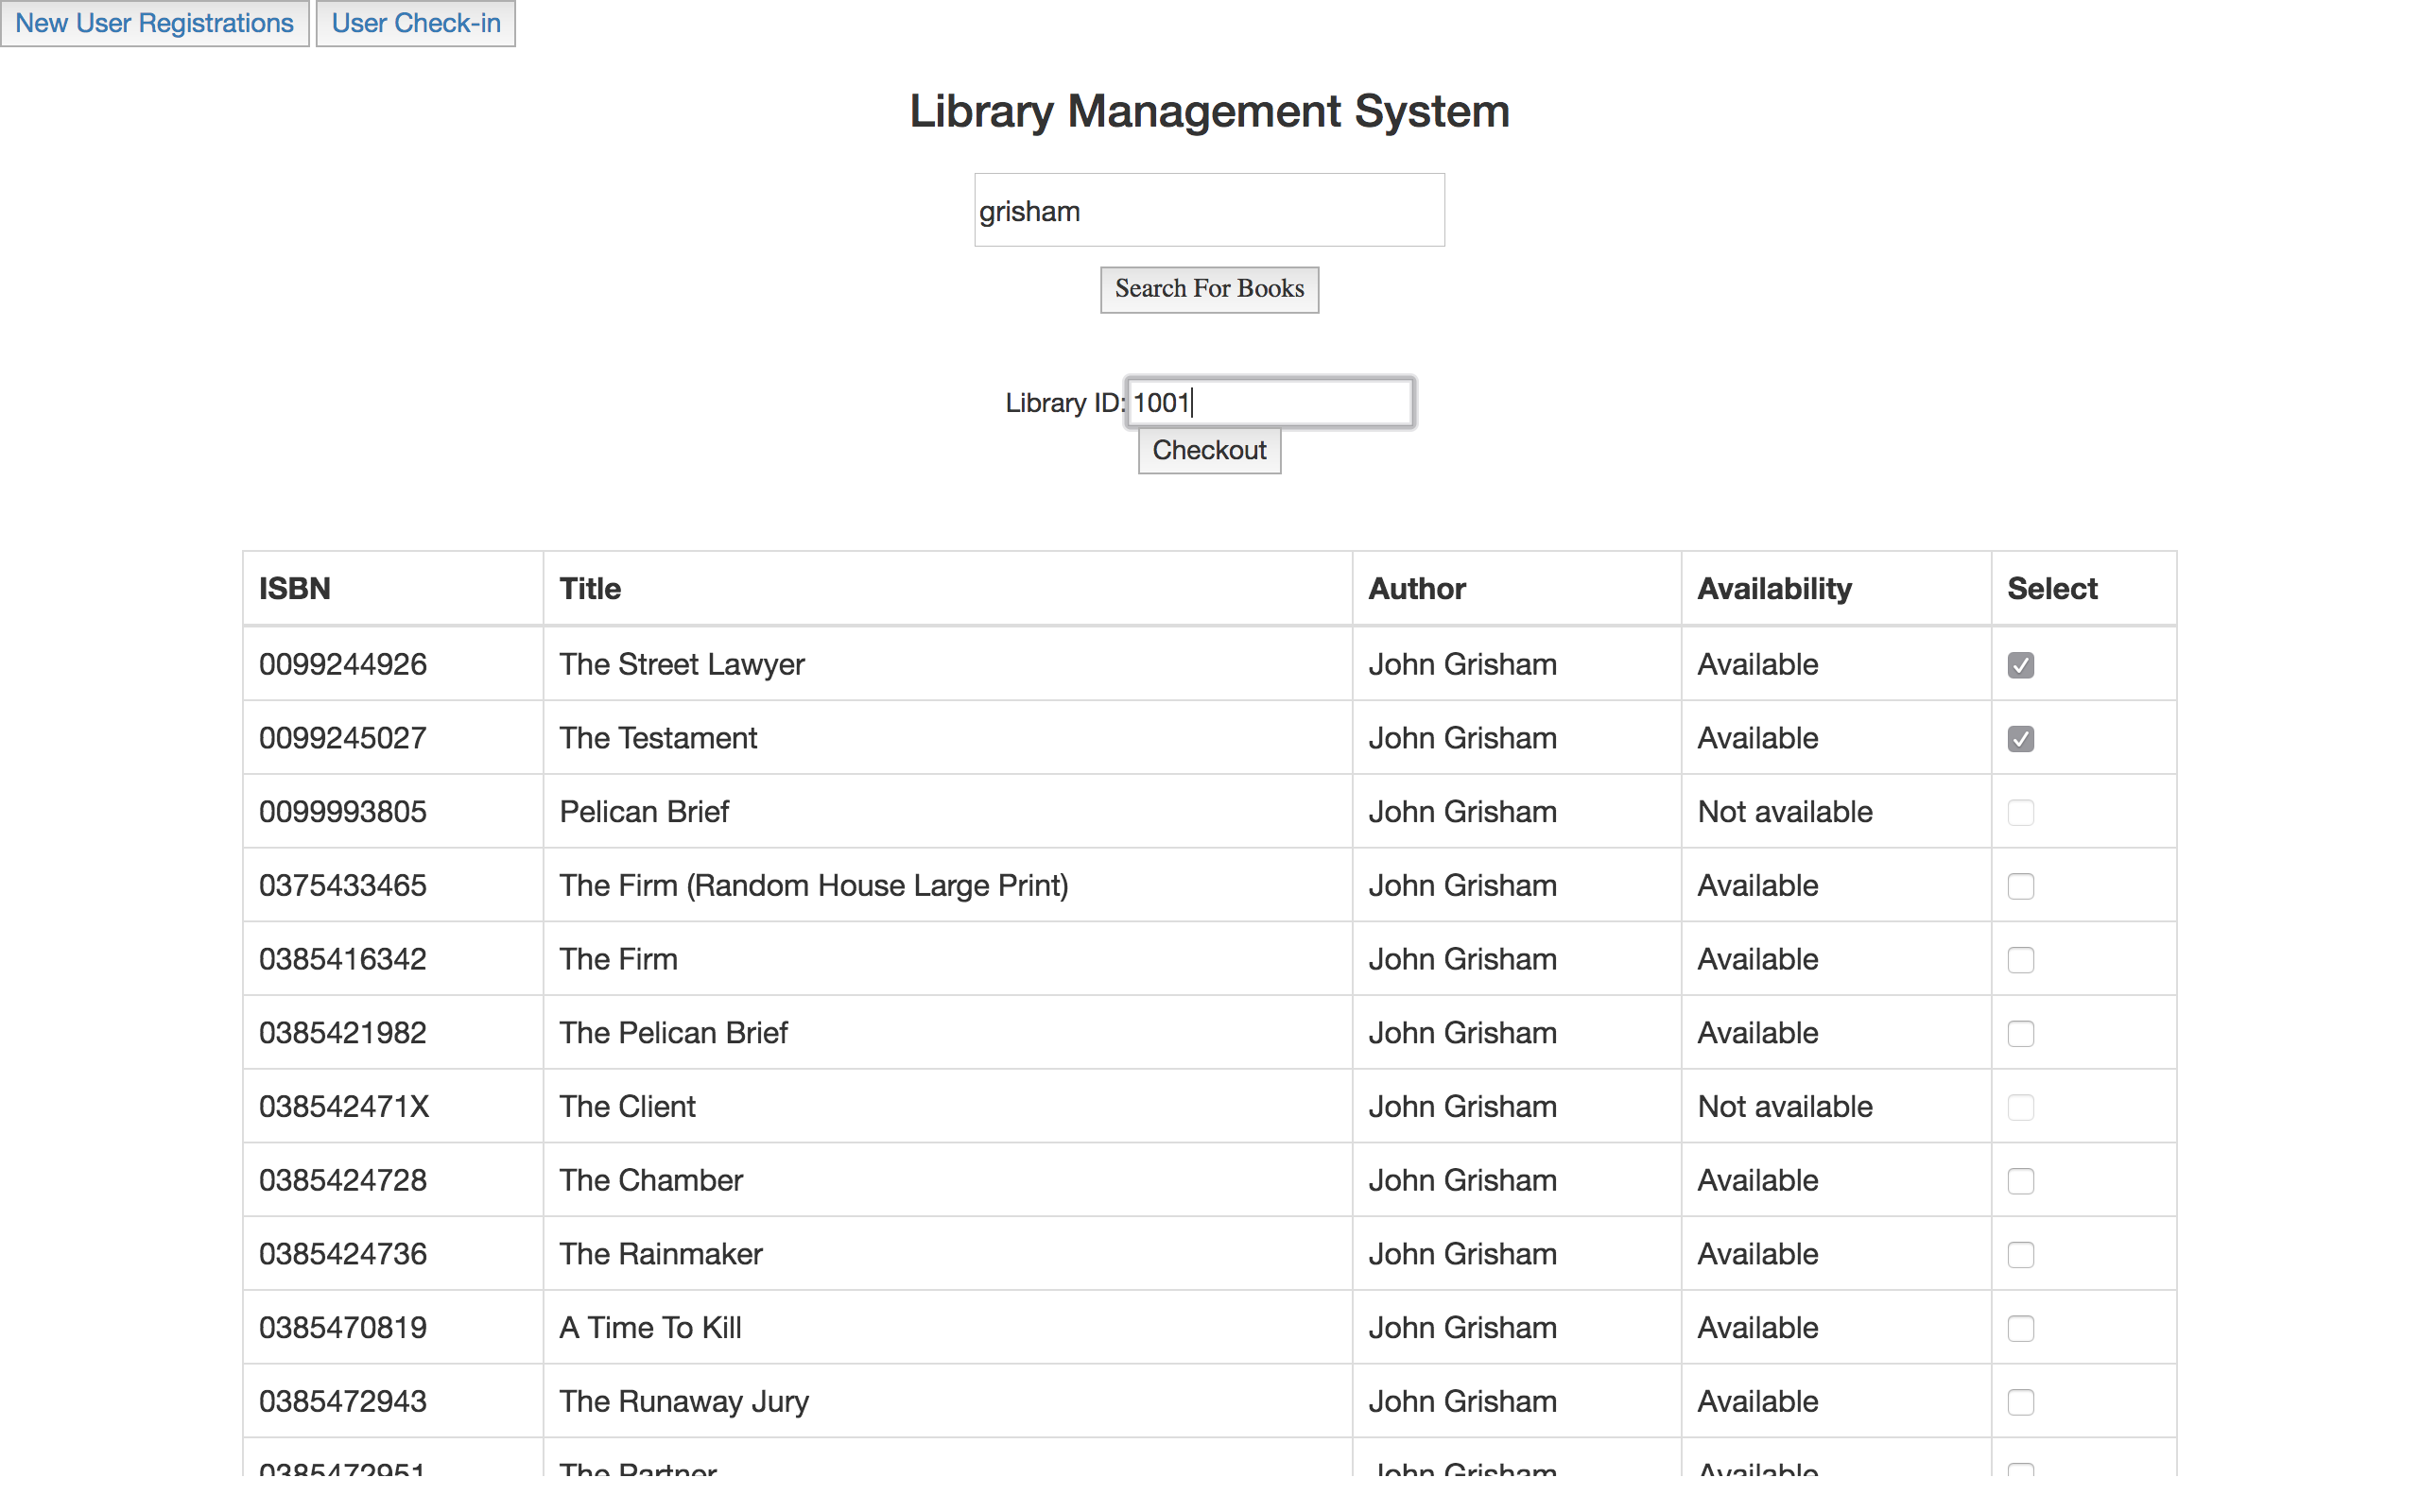 New User Registrations User Check-in
Library Management System
grisham
Search For Books
Library ID: 1001
Checkout
ISBN Title Author Availability Select
0099244926 The Street Lawyer John Grisham Available
0099245027 The Testament John Grisham Available
0099993805 Pelican Brief John Grisham Not available
0375433465 The Firm (Random House Large Print) John Grisham Available
0385416342 The Firm John Grisham Available
0385421982 The Pelican Brief John Grisham Available
038542471X The Client John Grisham Not available
0385424728 The Chamber John Grisham Available
0385424736 The Rainmaker John Grisham Available
0385470819 A Time To Kill John Grisham Available
0385472943 The Runaway Jury John Grisham Available
0385472951 The Partner John Grisham Available